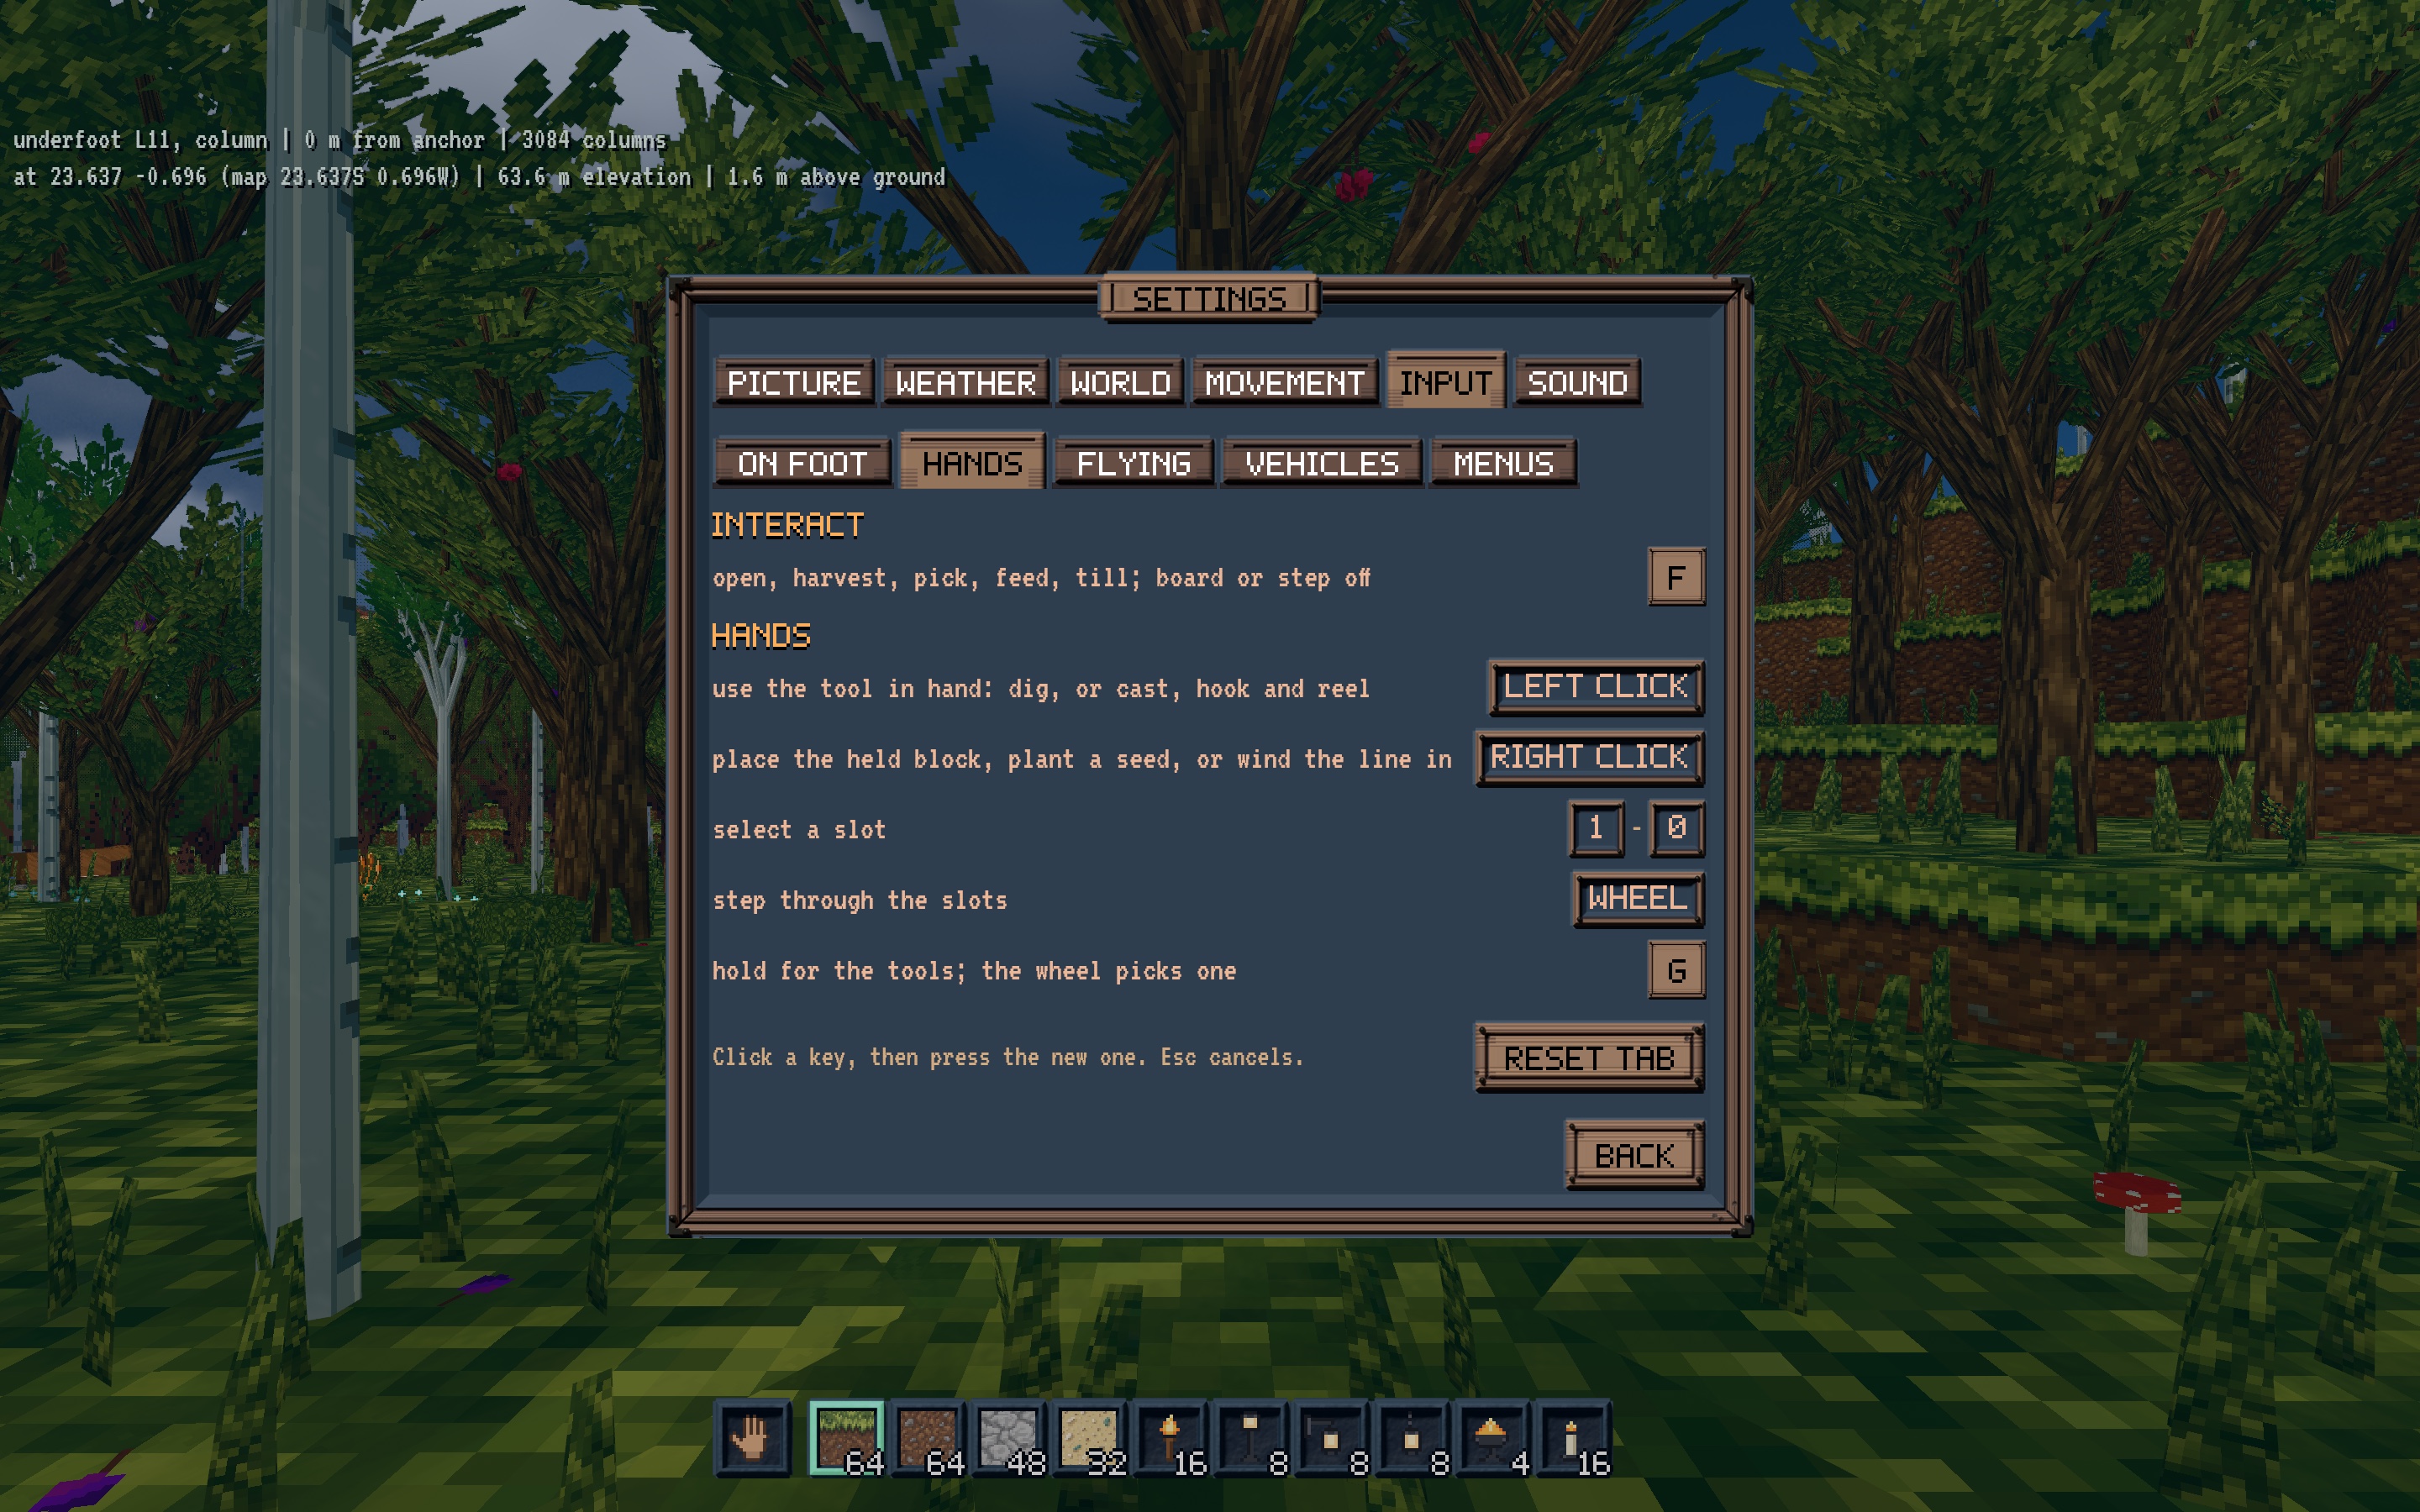 underfoot L11, column | 0 m from anchor | 3084 columns
at 23.637 -0.696 (map 23.637S 0.696W) | 63.6 m elevation | 1.6 m above ground
SETTINGS
PICTURE WEATHER WORLD MOVEMENT INPUT SOUND
ON FOOT HANDS FLYING VEHICLES MENUS
INTERACT
open, harvest, pick, feed, till; board or step off F
HANDS
use the tool in hand: dig, or cast, hook and reel LEFT CLICK
place the held block, plant a seed, or wind the line in RIGHT CLICK
select a slot 1 - 0
step through the slots WHEEL
hold for the tools; the wheel picks one G
Click a key, then press the new one. Esc cancels. RESET TAB
BACK
64 64 48 32 16 8 8 8 4 16